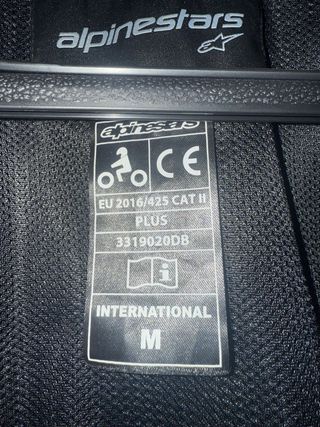 alpinestars
alpinestars
CE
EU 2016/425 CAT II
PLUS
3319020DB
i
INTERNATIONAL
M